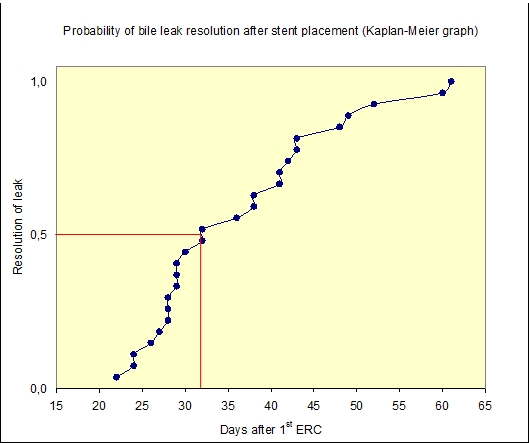 Probability of bile leak resolution after stent placement (Kaplan-Meier graph)
1,0
0,5
0,0
Resolution of leak
15 20 25 30 35 40 45 50 55 60 65
Days after 1st ERC